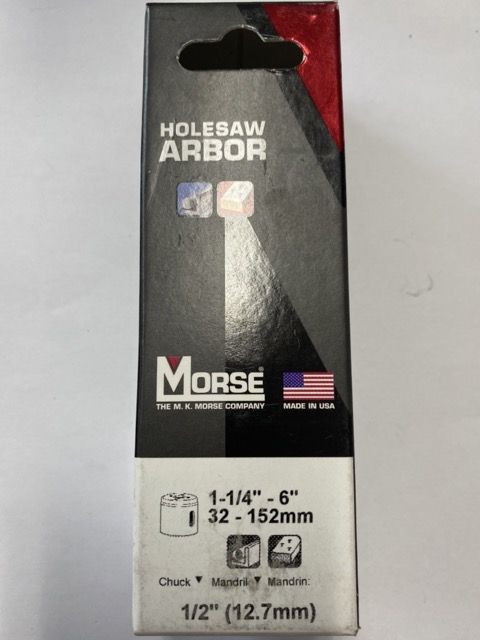 HOLESAW
ARBOR
MORSE®
THE M. K. MORSE COMPANY
MADE IN USA
1-1/4" - 6"
32 - 152mm
Chuck ▼ Mandril ▼ Mandrin:
1/2" (12.7mm)